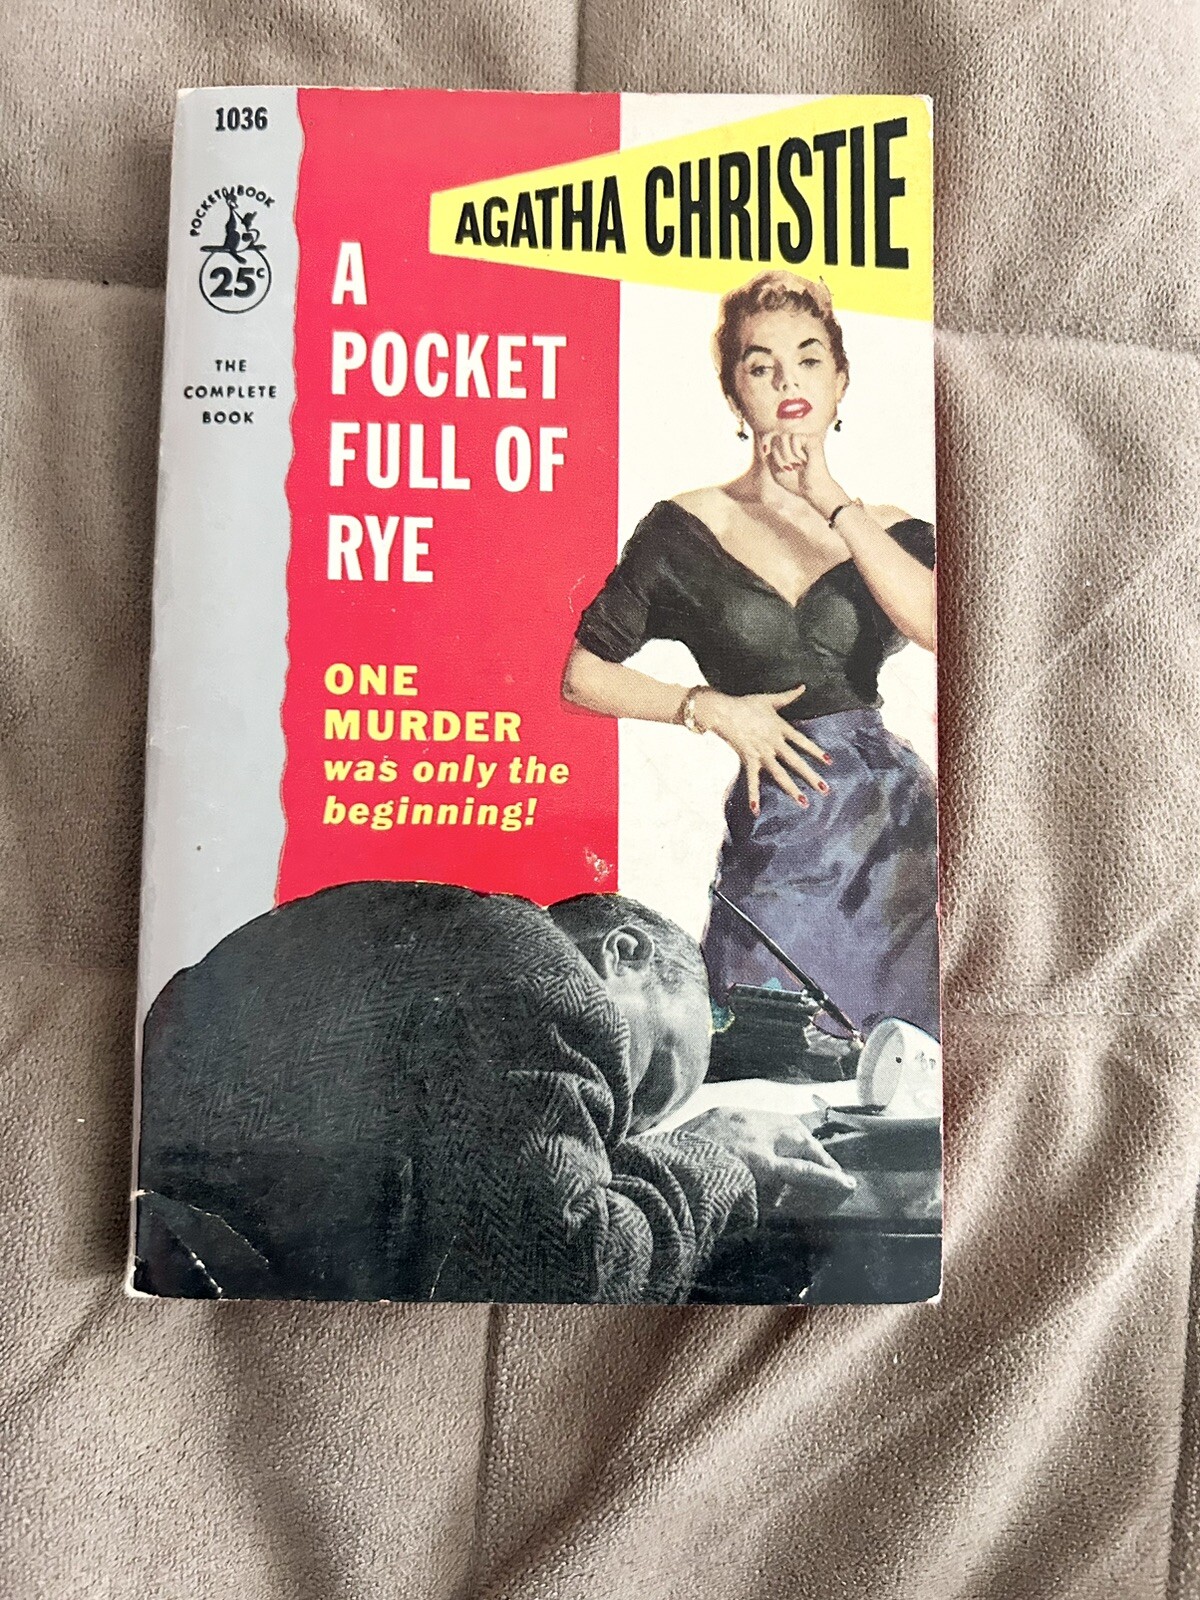 1036
POCKET BOOK
25¢
THE
COMPLETE
BOOK
AGATHA CHRISTIE
A
POCKET
FULL OF
RYE
ONE
MURDER
was only the
beginning!